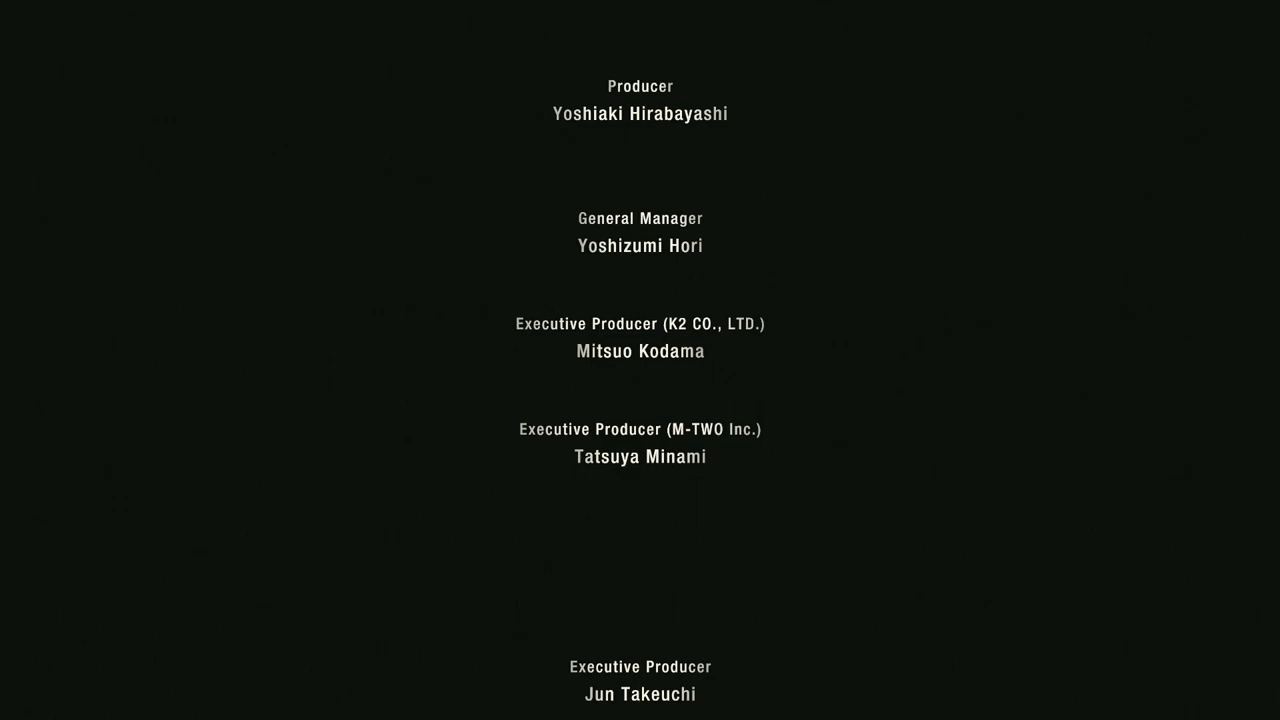 Producer
Yoshiaki Hirabayashi
General Manager
Yoshizumi Hori
Executive Producer (K2 CO., LTD.)
Mitsuo Kodama
Executive Producer (M-TWO Inc.)
Tatsuya Minami
Executive Producer
Jun Takeuchi